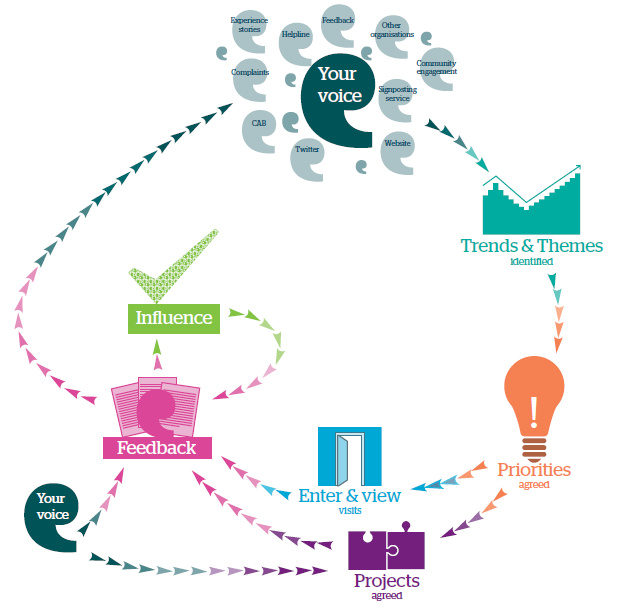 Experience
stories
Helpline
Feedback
Other
organisations
Community
engagement
Complaints
Your
voice
Signposting
service
CAB
Twitter
Website
Trends & Themes
identified
Influence
!
Feedback
Priorities
agreed
Enter & view
visits
Your
voice
Projects
agreed